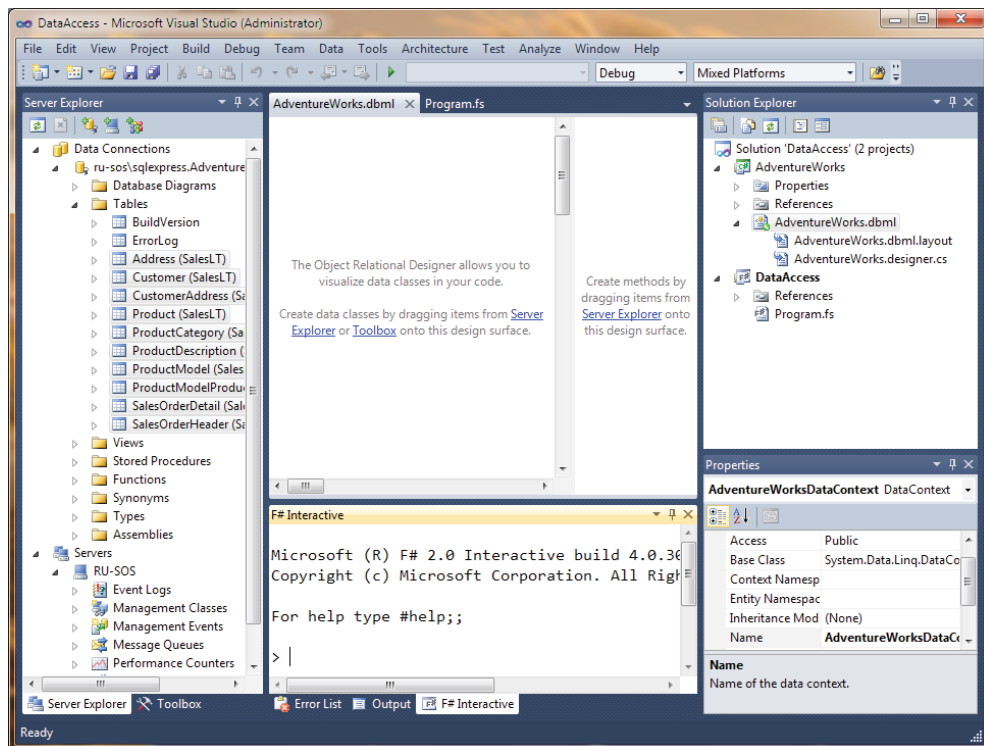 DataAccess - Microsoft Visual Studio (Administrator)
File Edit View Project Build Debug Team Data Tools Architecture Test Analyze Window Help
Debug
Mixed Platforms
Server Explorer
Data Connections
ru-sos\sqlexpress.Adventure
Database Diagrams
Tables
BuildVersion
ErrorLog
Address (SalesLT)
Customer (SalesLT)
CustomerAddress (Sa
Product (SalesLT)
ProductCategory (Sa
ProductDescription (
ProductModel (Sales
ProductModelProdu
SalesOrderDetail (Sal
SalesOrderHeader (Sa
Views
Stored Procedures
Functions
Synonyms
Types
Assemblies
Servers
RU-SOS
Event Logs
Management Classes
Management Events
Message Queues
Performance Counters
Server Explorer Toolbox
AdventureWorks.dbml Program.fs
The Object Relational Designer allows you to
visualize data classes in your code.
Create data classes by dragging items from Server
Explorer or Toolbox onto this design surface.
Create methods by
dragging items from
Server Explorer onto
this design surface.
F# Interactive
Microsoft (R) F# 2.0 Interactive build 4.0.30
Copyright (c) Microsoft Corporation. All Righ
For help type #help;;
>
Error List Output F# Interactive
Solution Explorer
Solution 'DataAccess' (2 projects)
AdventureWorks
Properties
References
AdventureWorks.dbml
AdventureWorks.dbml.layout
AdventureWorks.designer.cs
DataAccess
References
Program.fs
Properties
AdventureWorksDataContext DataContext
Access Public
Base Class System.Data.Linq.DataCo
Context Namesp
Entity Namespac
Inheritance Mod (None)
Name AdventureWorksDataCo
Name
Name of the data context.
Ready